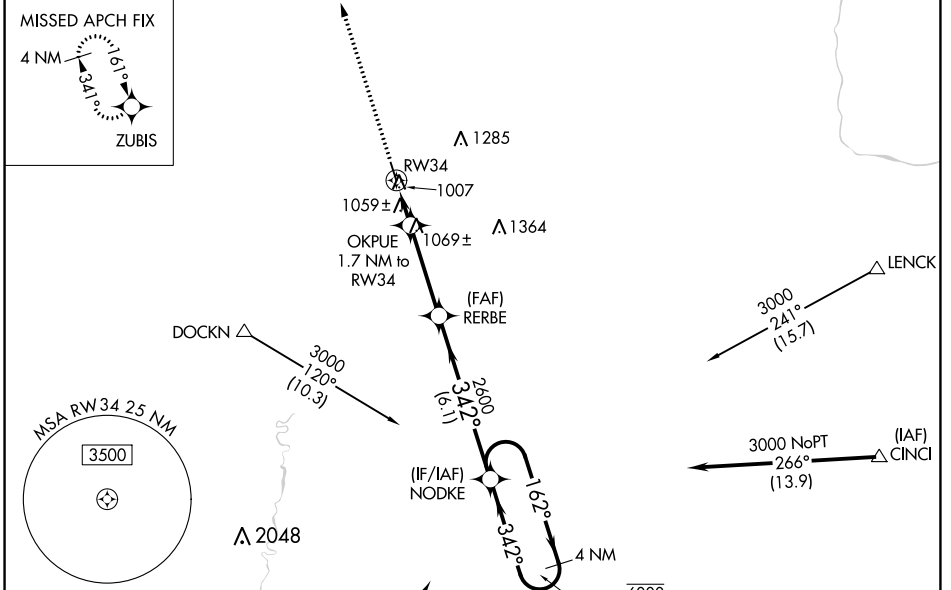 MISSED APCH FIX
4 NM
161°
341°
ZUBIS
1285
RW34
1007
1059±
1364
OKPUE
1.7 NM to
RW34
1069±
LENCK
3000
241°
(15.7)
(FAF)
RERBE
DOCKN
3000
120°
(10.3)
2600
342°
(6.1)
MSA RW34 25 NM
3500
3000 NoPT
266°
(13.9)
(IAF)
CINCI
(IF/IAF)
NODKE
162°
342°
2048
4 NM